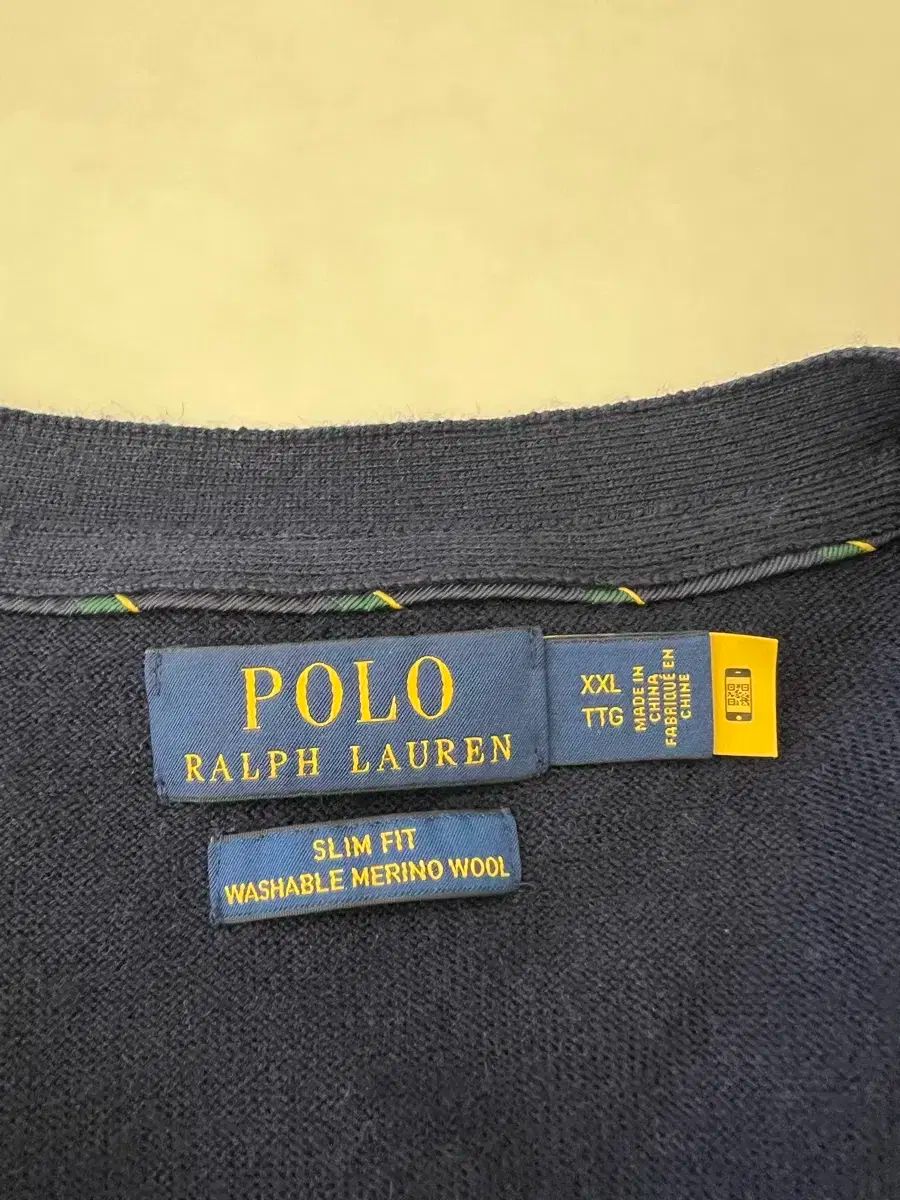 POLO
RALPH LAUREN
XXL
TTG
MADE IN
CHINA
FABRIQUÉ EN
CHINE
SLIM FIT
WASHABLE MERINO WOOL